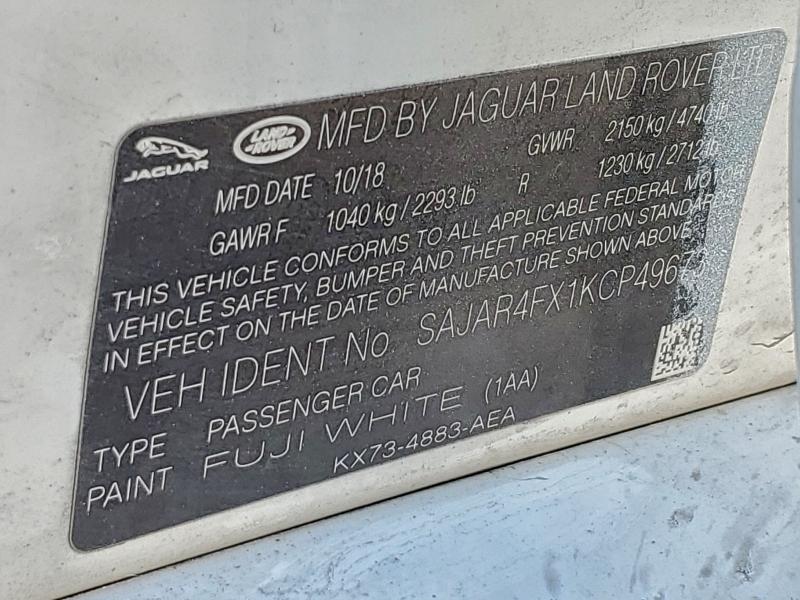 JAGUAR LAND ROVER MFD BY JAGUAR LAND ROVER LTD
MFD DATE 10/18 GVWR 2150 kg / 4740 lb
GAWR F 1040 kg / 2293 lb R 1230 kg / 2712 lb
THIS VEHICLE CONFORMS TO ALL APPLICABLE FEDERAL MOTOR
VEHICLE SAFETY, BUMPER AND THEFT PREVENTION STANDARDS
IN EFFECT ON THE DATE OF MANUFACTURE SHOWN ABOVE.
VEH IDENT No SAJAR4FX1KCP49673
TYPE PASSENGER CAR
PAINT FUJI WHITE (1AA)
KX73-4883-AEA